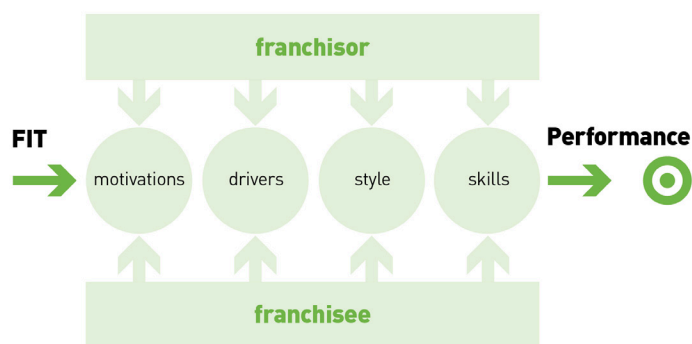 franchisor
FIT
Performance
motivations
drivers
style
skills
franchisee